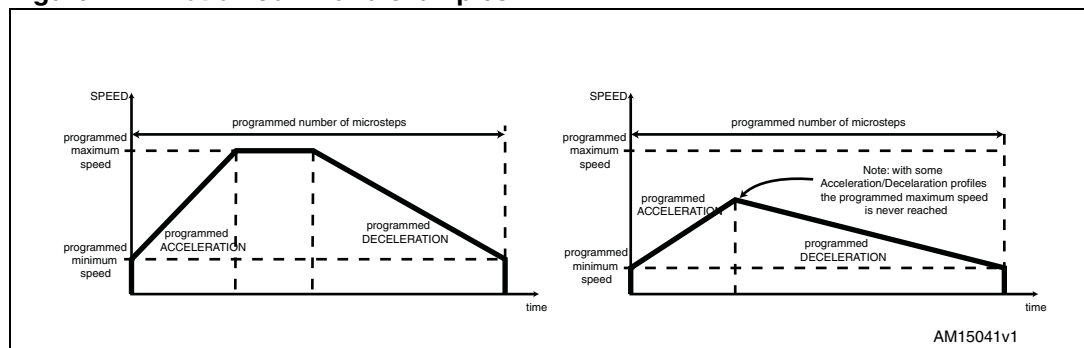 SPEED
programmed number of microsteps
programmed
maximum
speed
programmed
ACCELERATION
programmed
DECELERATION
programmed
minimum
speed
time
SPEED
programmed number of microsteps
programmed
maximum
speed
Note: with some
Acceleration/Decelaration profiles
the programmed maximum speed
is never reached
programmed
ACCELERATION
programmed
DECELERATION
programmed
minimum
speed
time
AM15041v1